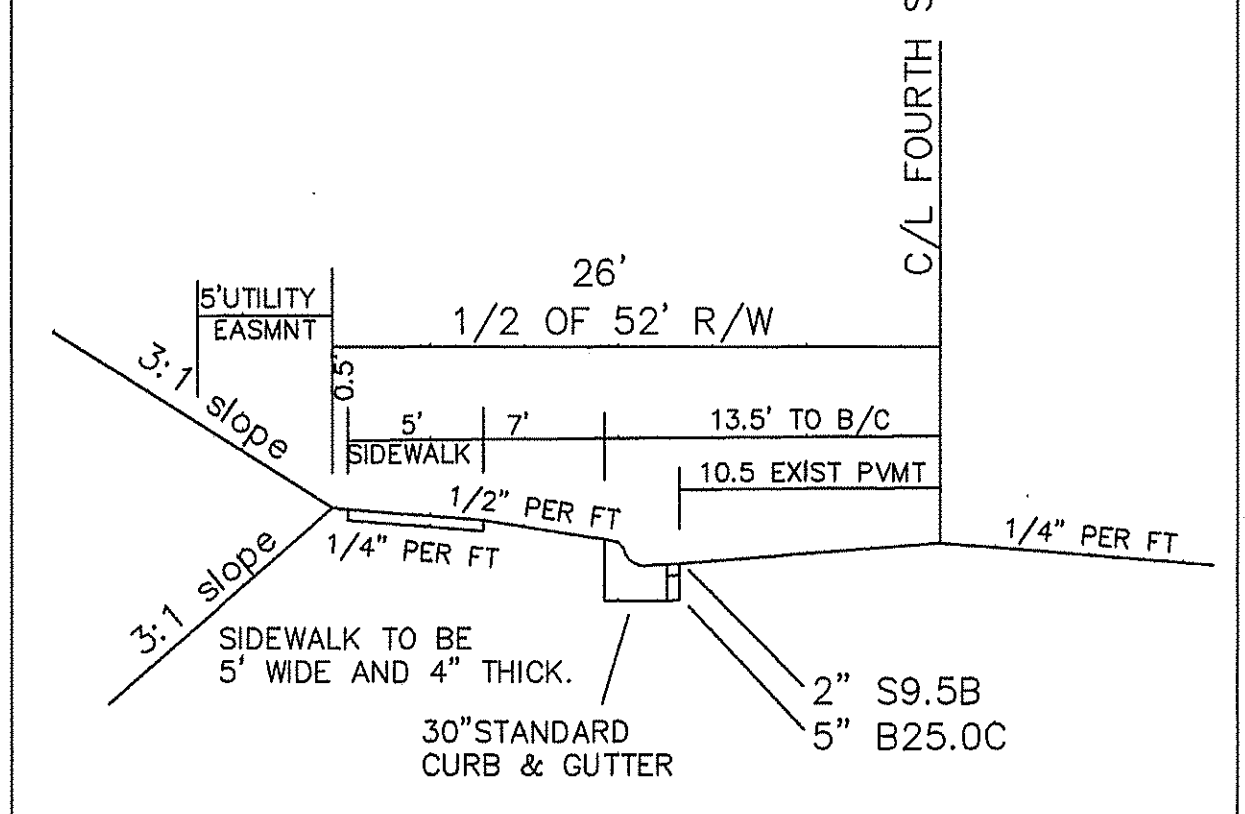 C/L FOURTH S
26'
5'UTILITY
EASMNT
1/2 OF 52' R/W
0.5'
3:1 slope
5'
SIDEWALK
7'
13.5' TO B/C
10.5 EXIST PVMT
1/2" PER FT
1/4" PER FT
1/4" PER FT
3:1 slope
SIDEWALK TO BE
5' WIDE AND 4" THICK.
2" S9.5B
5" B25.0C
30"STANDARD
CURB & GUTTER